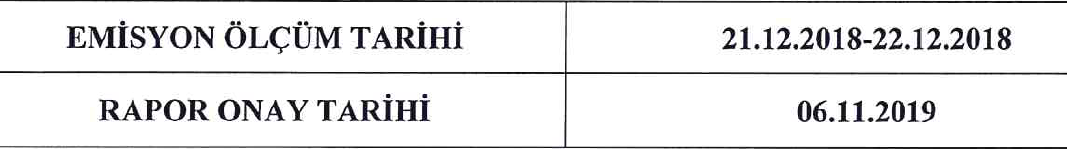 EMİSYON ÖLÇÜM TARİHİ 21.12.2018-22.12.2018
RAPOR ONAY TARİHİ 06.11.2019